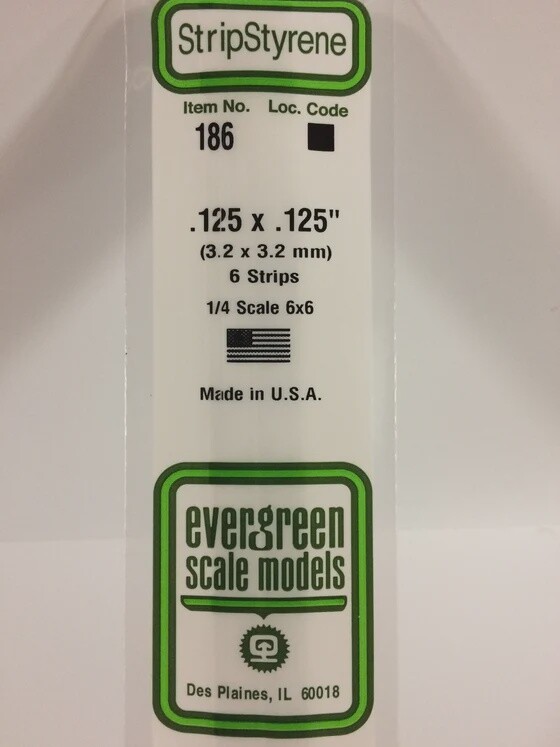 StripStyrene
Item No. Loc. Code
186
.125 x .125"
(3.2 x 3.2 mm)
6 Strips
1/4 Scale 6x6
Made in U.S.A.
evergreen
scale models
Des Plaines, IL 60018